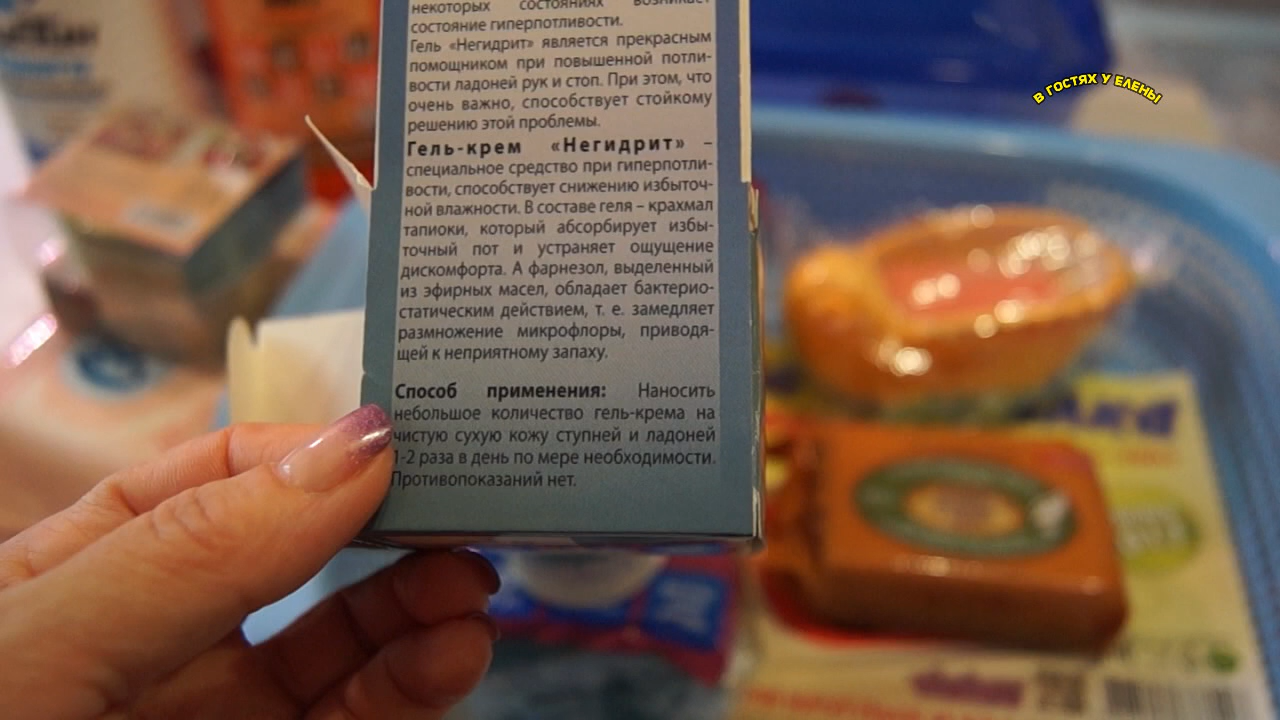 некоторых состояниях возникает
состояние гиперпотливости.
Гель «Негидрит» является прекрасным
помощником при повышенной потли-
вости ладоней рук и стоп. При этом, что
очень важно, способствует стойкому
решению этой проблемы.
Гель-крем «Негидрит» –
специальное средство при гиперпотли-
вости, способствует снижению избыточ-
ной влажности. В составе геля – крахмал
тапиоки, который абсорбирует избы-
точный пот и устраняет ощущение
дискомфорта. А фарнезол, выделенный
из эфирных масел, обладает бактерио-
статическим действием, т. е. замедляет
размножение микрофлоры, приводя-
щей к неприятному запаху.
Способ применения: Наносить
небольшое количество гель-крема на
чистую сухую кожу ступней и ладоней
1-2 раза в день по мере необходимости.
Противопоказаний нет.
В ГОСТЯХ У ЕЛЕНЫ